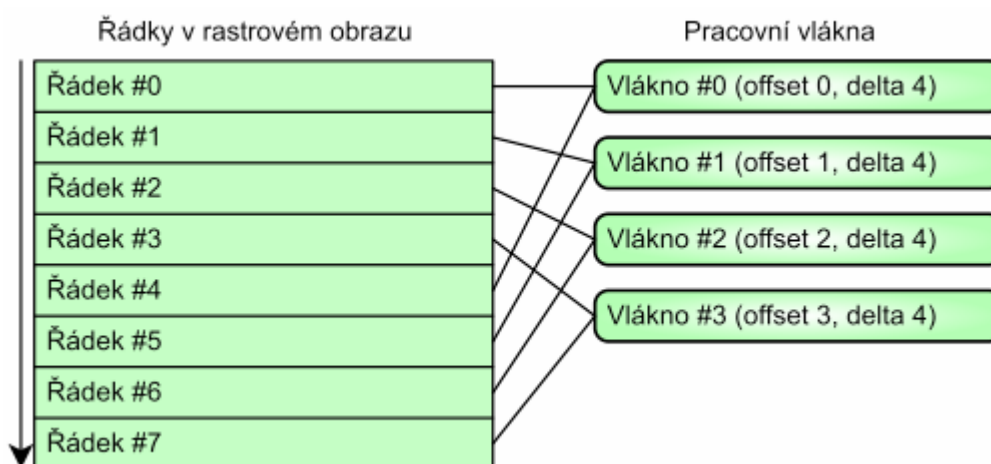 Řádky v rastrovém obrazu
Řádek #0
Řádek #1
Řádek #2
Řádek #3
Řádek #4
Řádek #5
Řádek #6
Řádek #7
Pracovní vlákna
Vlákno #0 (offset 0, delta 4)
Vlákno #1 (offset 1, delta 4)
Vlákno #2 (offset 2, delta 4)
Vlákno #3 (offset 3, delta 4)